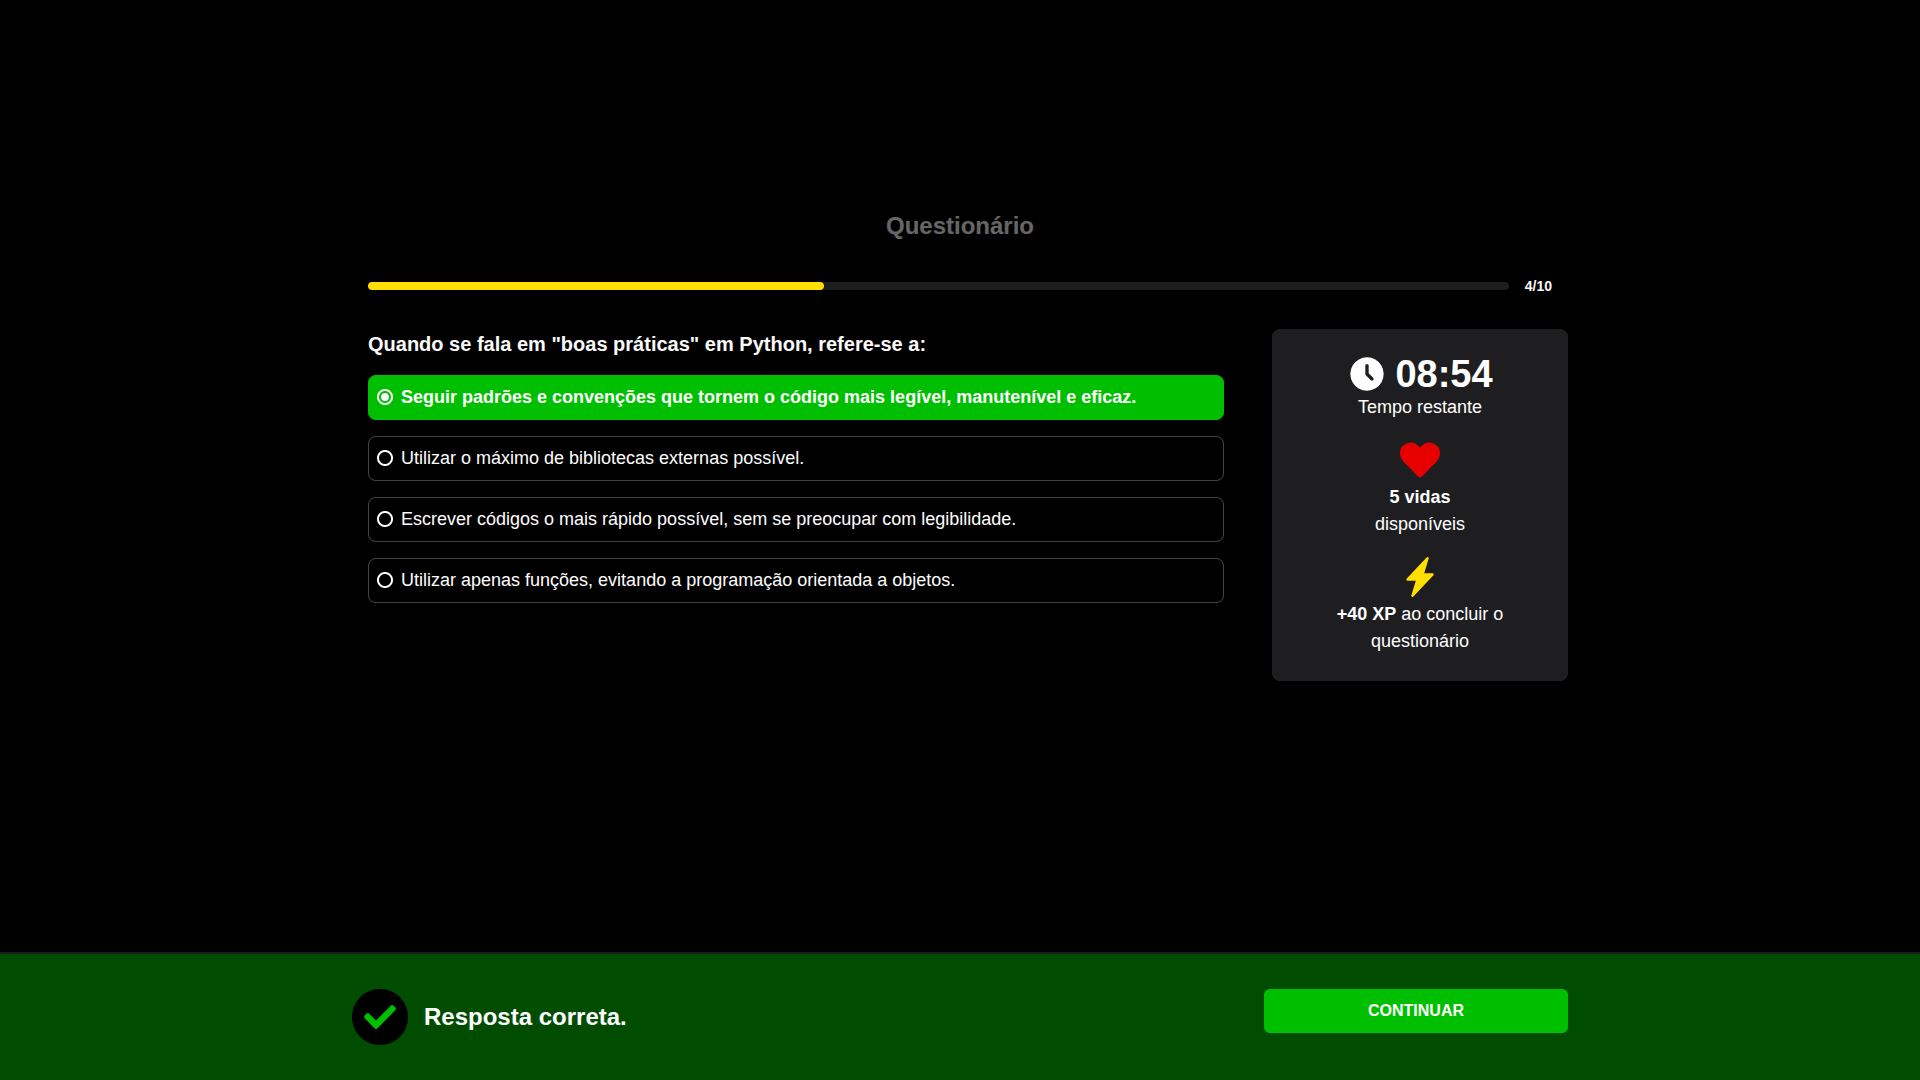 Questionário
4/10
Quando se fala em "boas práticas" em Python, refere-se a:
Seguir padrões e convenções que tornem o código mais legível, manutenível e eficaz.
Utilizar o máximo de bibliotecas externas possível.
Escrever códigos o mais rápido possível, sem se preocupar com legibilidade.
Utilizar apenas funções, evitando a programação orientada a objetos.
08:54
Tempo restante
5 vidas
disponíveis
+40 XP ao concluir o
questionário
Resposta correta.
CONTINUAR